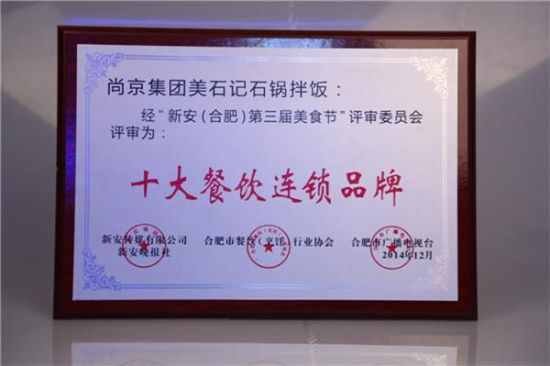 尚京集团美石记石锅拌饭：
经“新安（合肥）第三届美食节”评审委员会
评审为：
十大餐饮连锁品牌
新安传媒有限公司 合肥市餐饮（烹饪）行业协会 合肥市广播电视台
新安晚报社 2014年12月